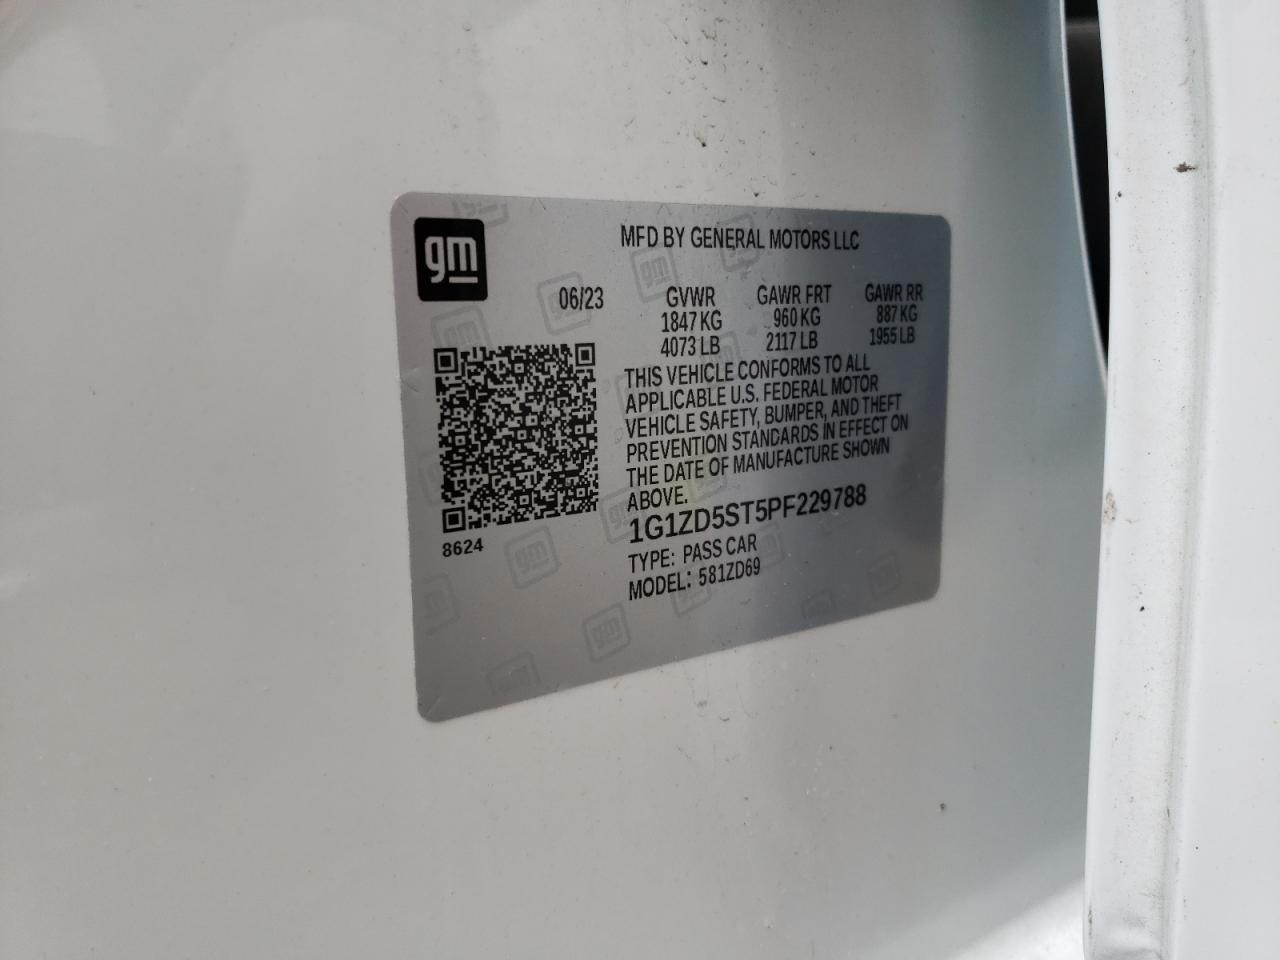 gm
MFD BY GENERAL MOTORS LLC
06/23 GVWR GAWR FRT GAWR RR
1847 KG 960 KG 887 KG
4073 LB 2117 LB 1955 LB
THIS VEHICLE CONFORMS TO ALL
APPLICABLE U.S. FEDERAL MOTOR
VEHICLE SAFETY, BUMPER, AND THEFT
PREVENTION STANDARDS IN EFFECT ON
THE DATE OF MANUFACTURE SHOWN
ABOVE.
1G1ZD5ST5PF229788
8624
TYPE: PASS CAR
MODEL: 581ZD69